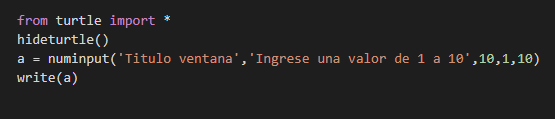 from turtle import *
hideturtle()
a = numinput('Titulo ventana','Ingrese una valor de 1 a 10',10,1,10)
write(a)